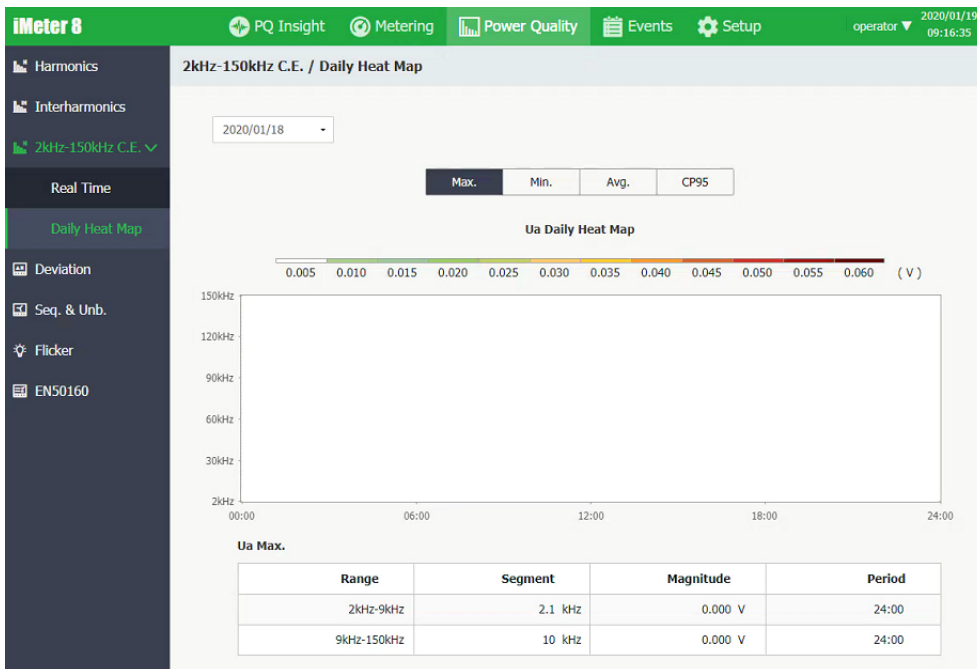 iMeter 8
PQ Insight
Metering
Power Quality
Events
Setup
operator ▼
2020/01/19
09:16:35
Harmonics
Interharmonics
2kHz-150kHz C.E.
Real Time
Daily Heat Map
Deviation
Seq. & Unb.
Flicker
EN50160
2kHz-150kHz C.E. / Daily Heat Map
2020/01/18
Max. Min. Avg. CP95
Ua Daily Heat Map
0.005 0.010 0.015 0.020 0.025 0.030 0.035 0.040 0.045 0.050 0.055 0.060 ( V )
150kHz
120kHz
90kHz
60kHz
30kHz
2kHz
00:00 06:00 12:00 18:00 24:00
Ua Max.
Range Segment Magnitude Period
2kHz-9kHz 2.1 kHz 0.000 V 24:00
9kHz-150kHz 10 kHz 0.000 V 24:00